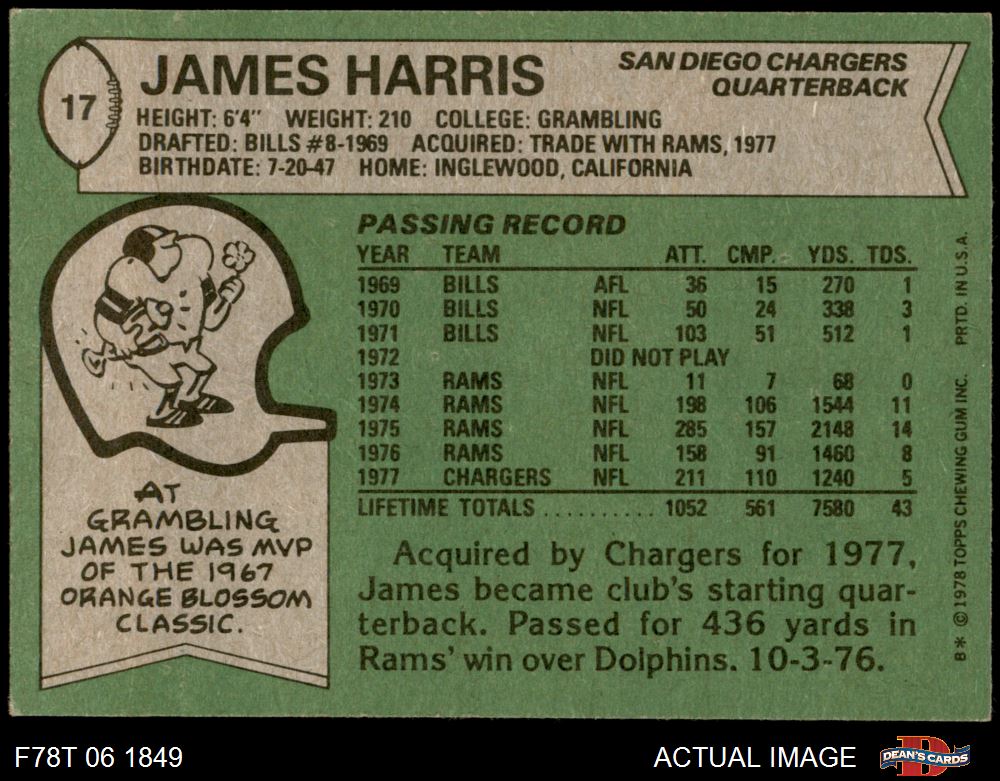 17
JAMES HARRIS
SAN DIEGO CHARGERS
QUARTERBACK
HEIGHT: 6'4" WEIGHT: 210 COLLEGE: GRAMBLING
DRAFTED: BILLS #8-1969 ACQUIRED: TRADE WITH RAMS, 1977
BIRTHDATE: 7-20-47 HOME: INGLEWOOD, CALIFORNIA
AT
GRAMBLING
JAMES WAS MVP
OF THE 1967
ORANGE BLOSSOM
CLASSIC.
PASSING RECORD
YEAR TEAM ATT. CMP. YDS. TDS.
1969 BILLS AFL 36 15 270 1
1970 BILLS NFL 50 24 338 3
1971 BILLS NFL 103 51 512 1
1972 DID NOT PLAY
1973 RAMS NFL 11 7 68 0
1974 RAMS NFL 198 106 1544 11
1975 RAMS NFL 285 157 2148 14
1976 RAMS NFL 158 91 1460 8
1977 CHARGERS NFL 211 110 1240 5
LIFETIME TOTALS .......... 1052 561 7580 43
Acquired by Chargers for 1977,
James became club's starting quar-
terback. Passed for 436 yards in
Rams' win over Dolphins. 10-3-76.
B* © 1978 TOPPS CHEWING GUM INC. PRTD. IN U.S.A.
F78T 06 1849
ACTUAL IMAGE
DEAN'S CARDS